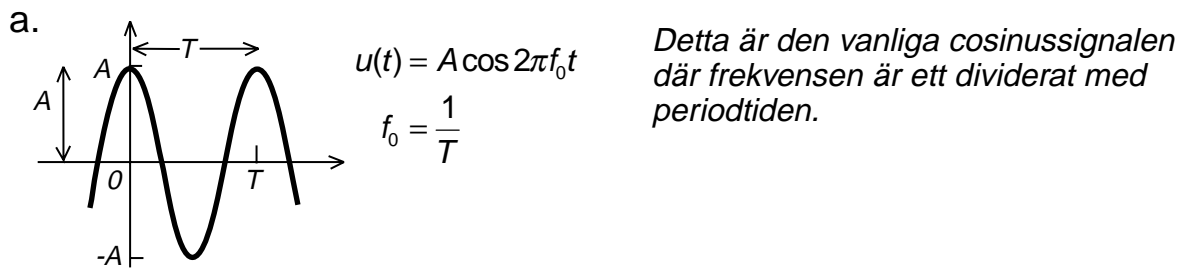 a.
T
A
A
0
T
-A
u(t) = A cos 2πf₀t
f₀ = 1/T
Detta är den vanliga cosinussignalen
där frekvensen är ett dividerat med
periodtiden.